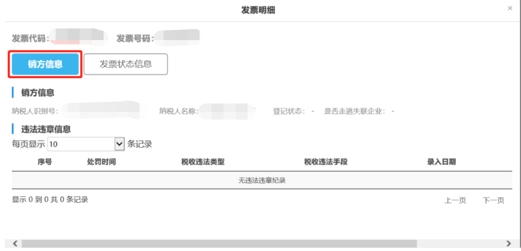 发票明细
×
发票代码： 发票号码：
销方信息 发票状态信息
销方信息
纳税人识别号： 纳税人名称： 登记状态： - 是否走逃失联企业： -
违法违章信息
每页显示 10 条记录
序号 处罚时间 税收违法类型 税收违法手段 录入日期
无违法违章纪录
显示 0 到 0 共 0 条记录 上一页 下一页